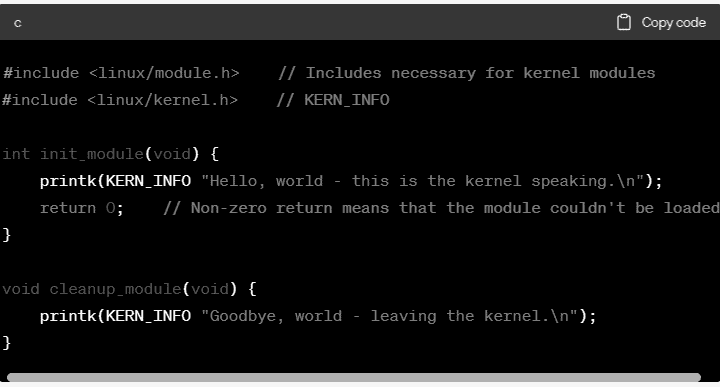 c
Copy code
#include <linux/module.h>    // Includes necessary for kernel modules
#include <linux/kernel.h>    // KERN_INFO
int init_module(void) {
    printk(KERN_INFO "Hello, world - this is the kernel speaking.\n");
    return 0;    // Non-zero return means that the module couldn't be loaded
}
void cleanup_module(void) {
    printk(KERN_INFO "Goodbye, world - leaving the kernel.\n");
}